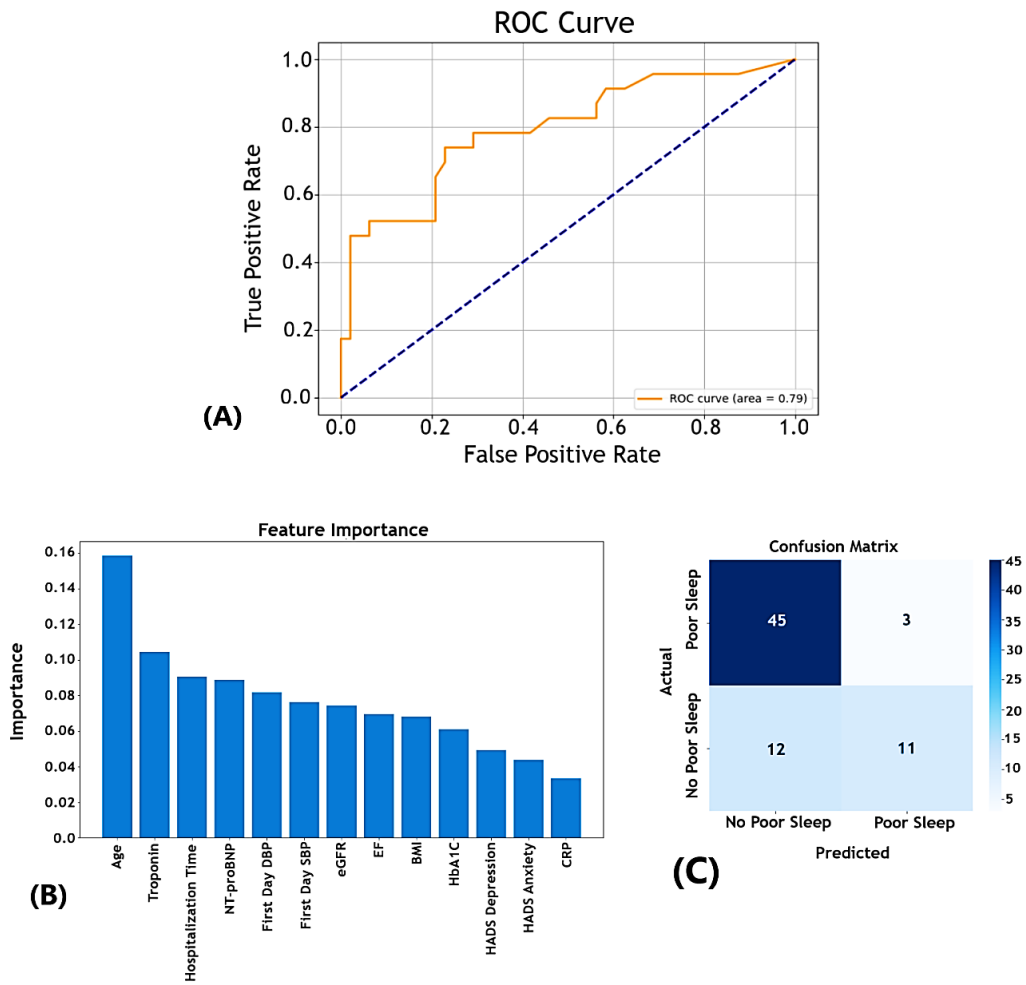 ROC Curve
1.0
0.8
0.6
0.4
0.2
0.0
True Positive Rate
ROC curve (area = 0.79)
0.0 0.2 0.4 0.6 0.8 1.0
False Positive Rate
(A)
Feature Importance
0.16
0.14
0.12
0.10
0.08
0.06
0.04
0.02
0.0
Importance
Age
Troponin
Hospitalization Time
NT-proBNP
First Day DBP
First Day SBP
eGFR
EF
BMI
HbA1C
HADS Depression
HADS Anxiety
CRP
(B)
Confusion Matrix
Actual
Poor Sleep
No Poor Sleep
45 3
12 11
No Poor Sleep Poor Sleep
Predicted
45
40
35
30
25
20
15
10
5
(C)